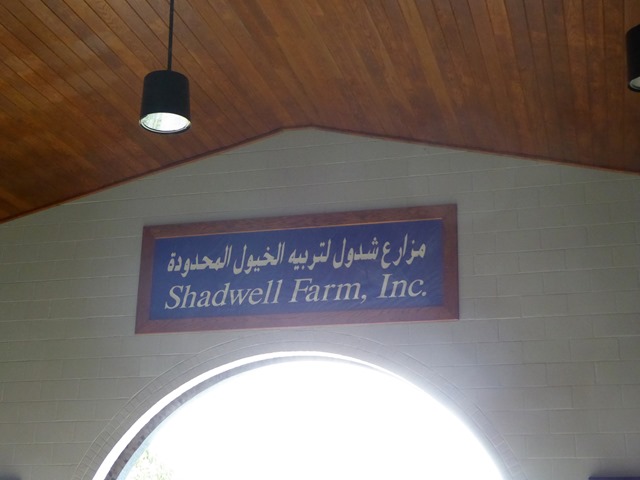 مزارع شدول لتربيه الخيول المحدودة
Shadwell Farm, Inc.